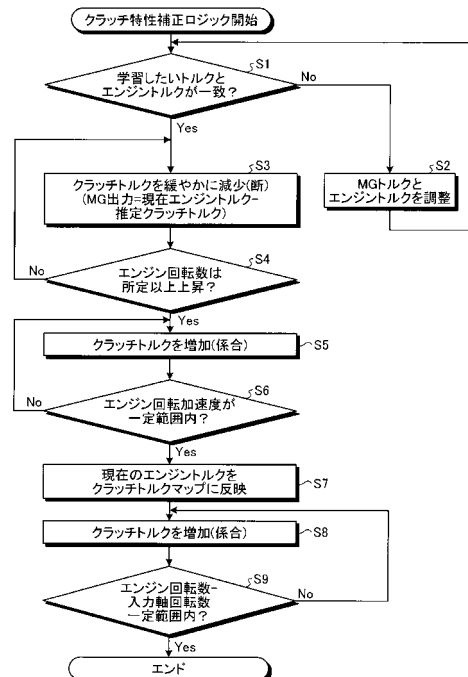 クラッチ特性補正ロジック開始
S1
学習したいトルクと
エンジントルクが一致?
No
Yes
S3
クラッチトルクを緩やかに減少(断)
(MG出力=現在エンジントルク-
推定クラッチトルク)
S2
MGトルクと
エンジントルクを調整
S4
エンジン回転数は
所定以上上昇?
No
Yes
クラッチトルクを増加(係合)
S5
S6
エンジン回転加速度が
一定範囲内?
No
Yes
現在のエンジントルクを
クラッチトルクマップに反映
S7
クラッチトルクを増加(係合)
S8
S9
エンジン回転数-
入力軸回転数
一定範囲内?
No
Yes
エンド